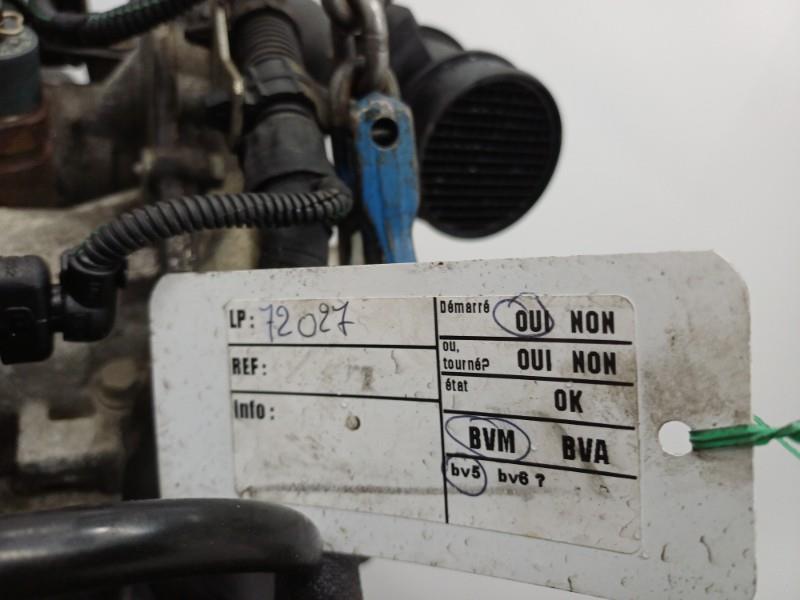 LP: 72027
REF:
Info:
Démarré OUI NON
ou, tourné? OUI NON
état OK
BVM BVA
bv5 bv6 ?